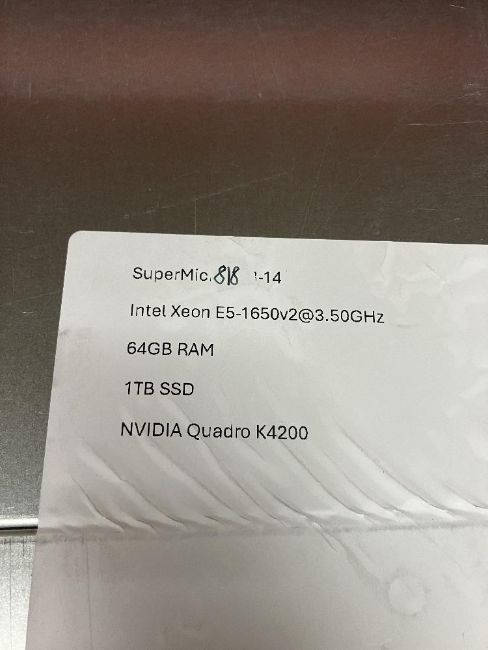 SuperMic 818 -14
Intel Xeon E5-1650v2@3.50GHz
64GB RAM
1TB SSD
NVIDIA Quadro K4200